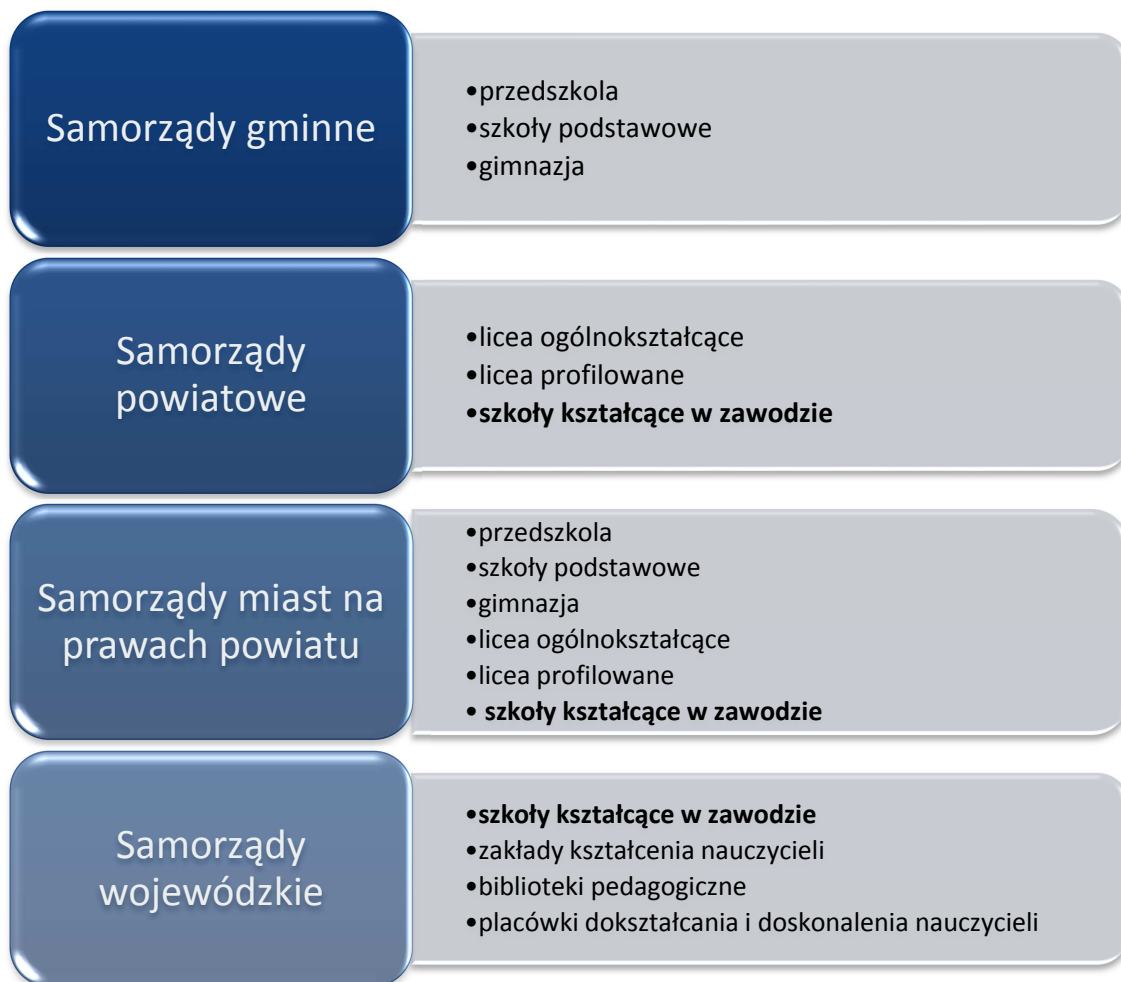 Samorządy gminne
•przedszkola
•szkoły podstawowe
•gimnazja
Samorządy
powiatowe
•licea ogólnokształcące
•licea profilowane
•szkoły kształcące w zawodzie
Samorządy miast na
prawach powiatu
•przedszkola
•szkoły podstawowe
•gimnazja
•licea ogólnokształcące
•licea profilowane
• szkoły kształcące w zawodzie
Samorządy
wojewódzkie
•szkoły kształcące w zawodzie
•zakłady kształcenia nauczycieli
•biblioteki pedagogiczne
•placówki dokształcania i doskonalenia nauczycieli